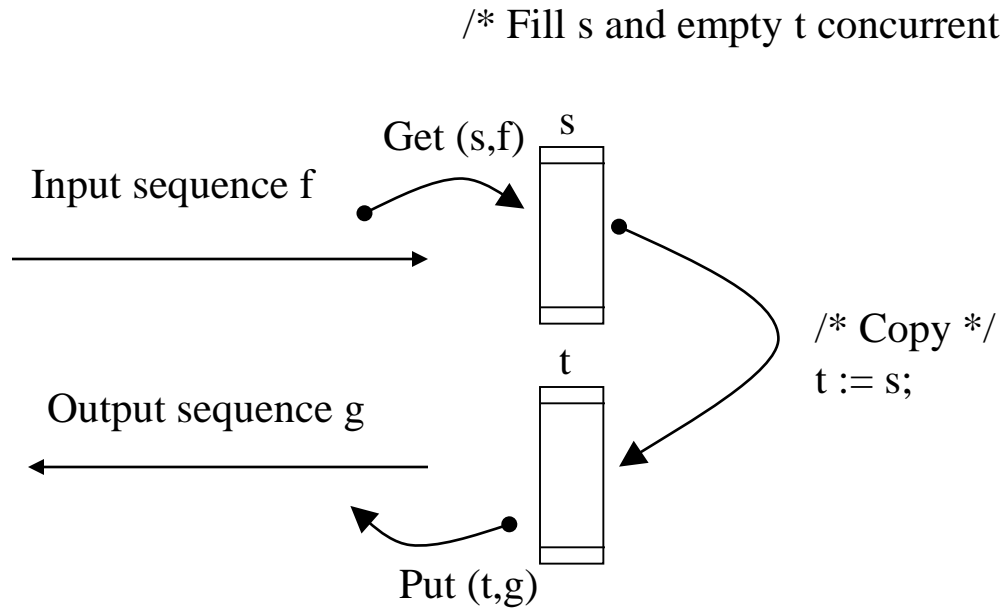 /* Fill s and empty t concurrent
Get (s,f)
s
Input sequence f
/* Copy */
t := s;
t
Output sequence g
Put (t,g)